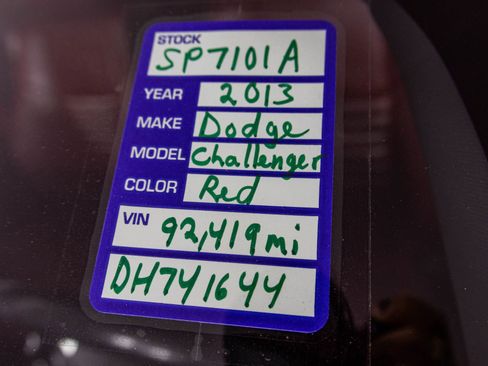 STOCK
SP7101A
YEAR 2013
MAKE Dodge
MODEL Challenger
COLOR Red
VIN 92,419mi
DH741644